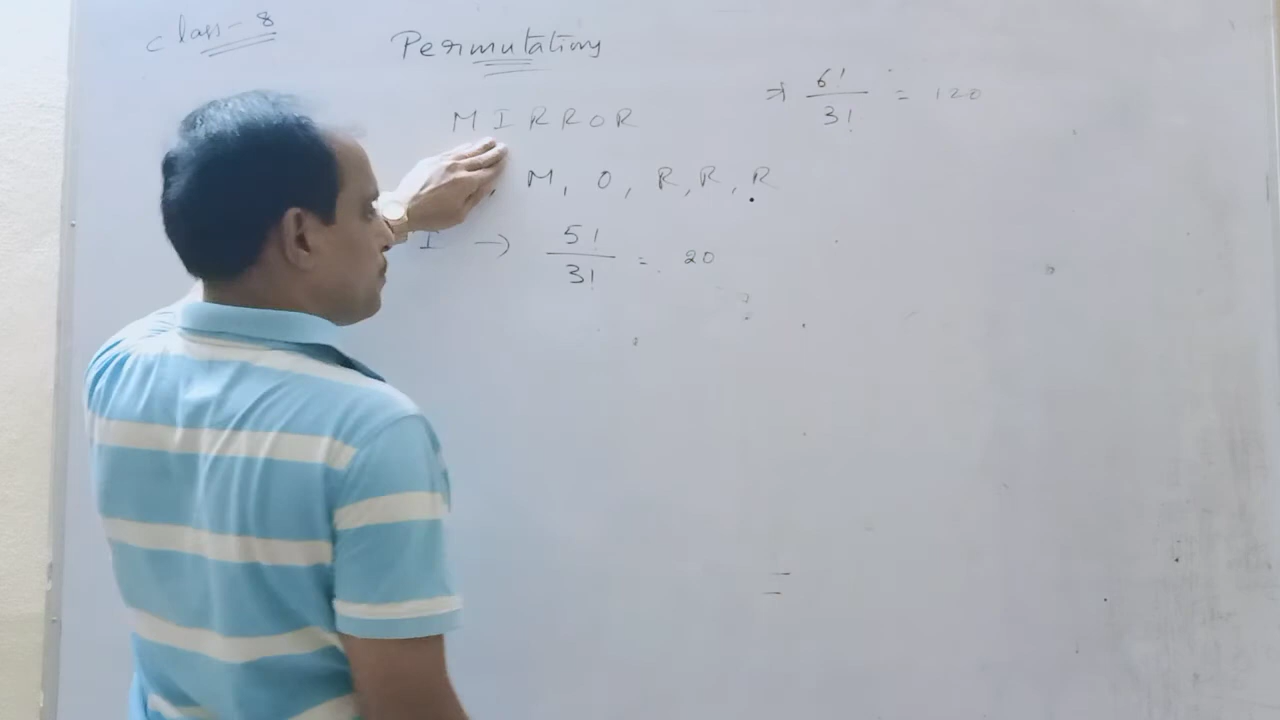 class - 8
Permutations
MIRROR
⇒ 6!/3! = 120
, M, O, R, R, R
I → 5!/3! = 20
=